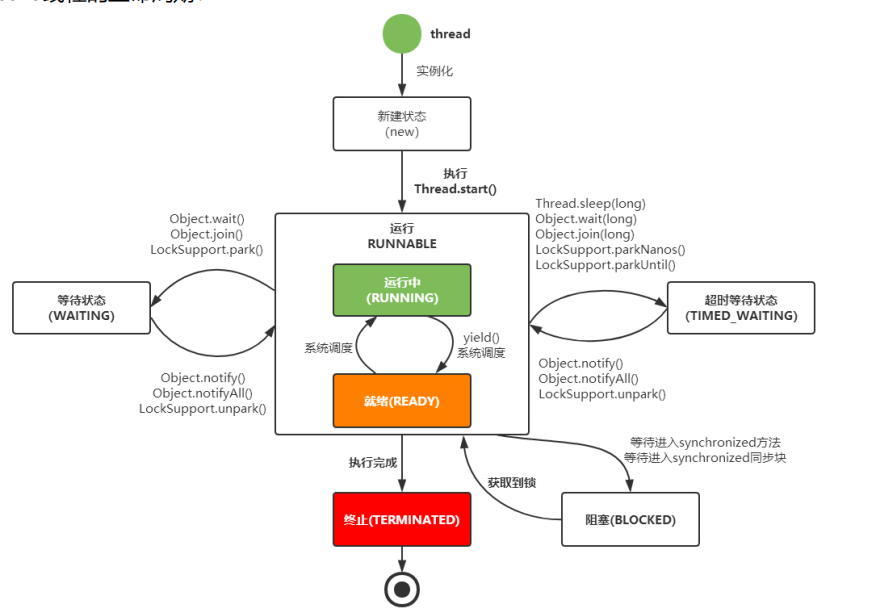 thread
实例化
新建状态
(new)
执行
Thread.start()
运行
RUNNABLE
Object.wait()
Object.join()
LockSupport.park()
Thread.sleep(long)
Object.wait(long)
Object.join(long)
LockSupport.parkNanos()
LockSupport.parkUntil()
运行中
(RUNNING)
等待状态
(WAITING)
超时等待状态
(TIMED_WAITING)
系统调度
yield()
系统调度
Object.notify()
Object.notifyAll()
LockSupport.unpark()
Object.notify()
Object.notifyAll()
LockSupport.unpark()
就绪(READY)
执行完成
等待进入synchronized方法
等待进入synchronized同步块
获取到锁
终止(TERMINATED)
阻塞(BLOCKED)